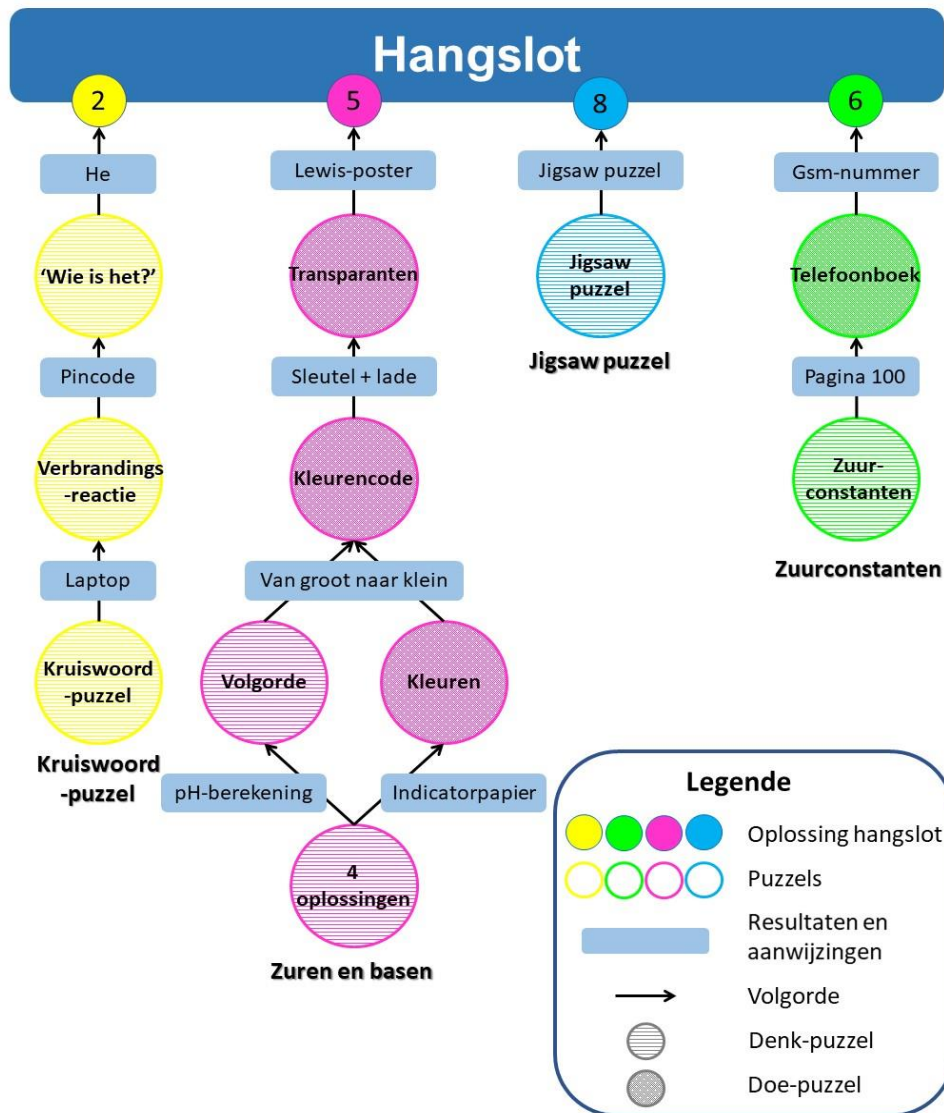 Hangslot
2
5
8
6
He
Lewis-poster
Jigsaw puzzel
Gsm-nummer
‘Wie is het?’
Transparanten
Jigsaw
puzzel
Telefoonboek
Pincode
Sleutel + lade
Jigsaw puzzel
Pagina 100
Verbrandings
-reactie
Kleurencode
Zuur-
constanten
Laptop
Van groot naar klein
Zuurconstanten
Kruiswoord
-puzzel
Volgorde
Kleuren
Kruiswoord
-puzzel
pH-berekening
Indicatorpapier
4
oplossingen
Zuren en basen
Legende
Oplossing hangslot
Puzzels
Resultaten en
aanwijzingen
Volgorde
Denk-puzzel
Doe-puzzel